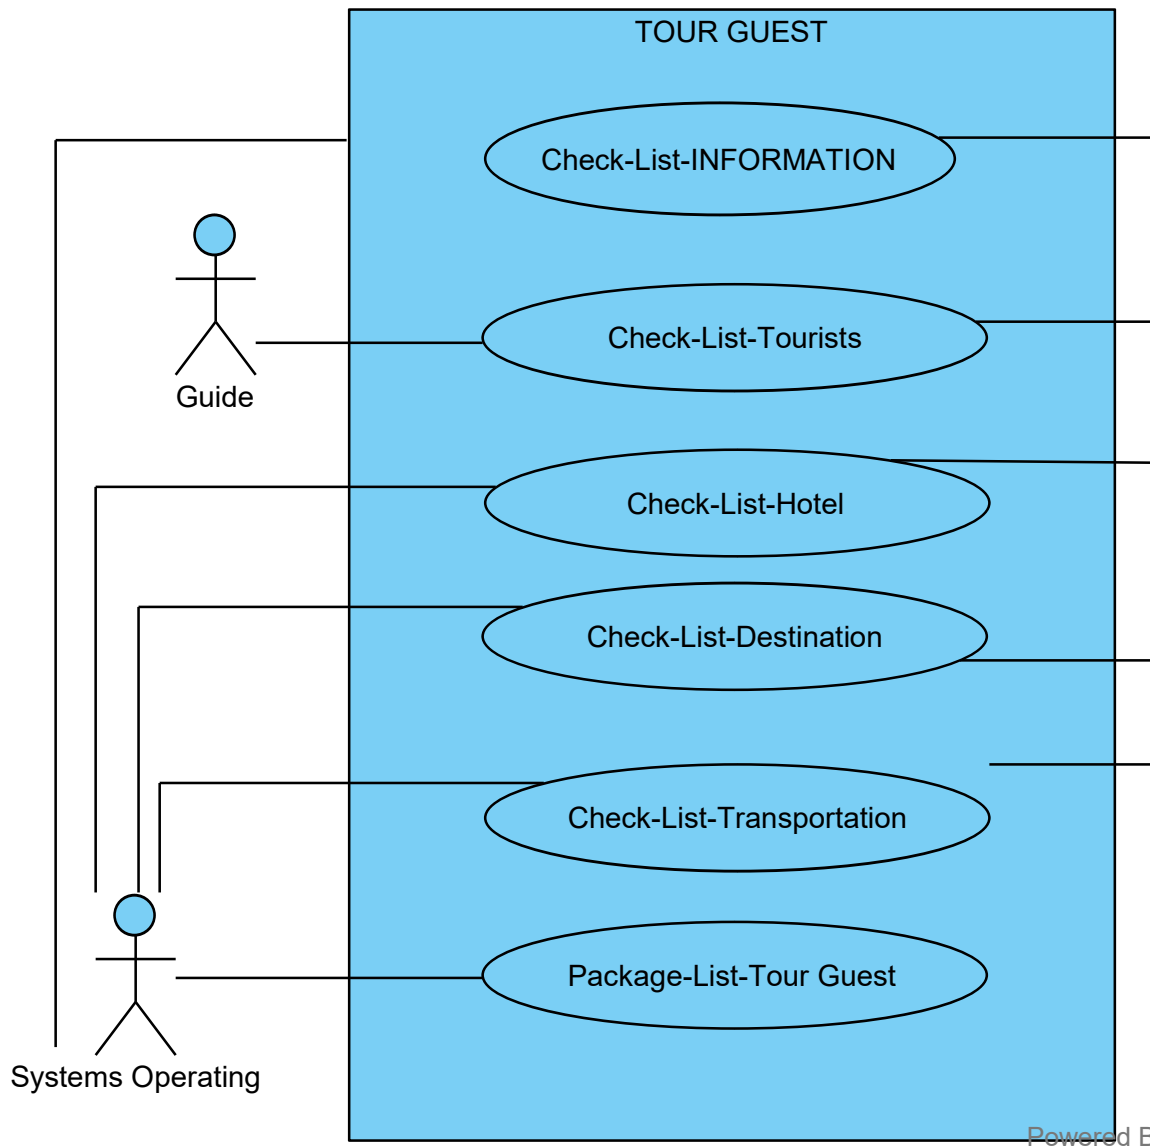 TOUR GUEST
Check-List-INFORMATION
Check-List-Tourists
Guide
Check-List-Hotel
Check-List-Destination
Check-List-Transportation
Package-List-Tour Guest
Systems Operating
Powered